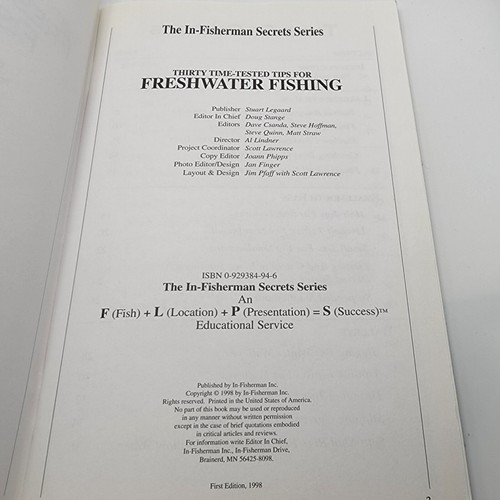 The In-Fisherman Secrets Series
THIRTY TIME-TESTED TIPS FOR
FRESHWATER FISHING
Publisher Stuart Legaard
Editor In Chief Doug Stange
Editors Dave Csanda, Steve Hoffman,
Steve Quinn, Matt Straw
Director Al Lindner
Project Coordinator Scott Lawrence
Copy Editor Joann Phipps
Photo Editor/Design Jan Finger
Layout & Design Jim Pfaff with Scott Lawrence
ISBN 0-929384-94-6
The In-Fisherman Secrets Series
An
F (Fish) + L (Location) + P (Presentation) = S (Success)™
Educational Service
Published by In-Fisherman Inc.
Copyright © 1998 by In-Fisherman Inc.
Rights reserved. Printed in the United States of America.
No part of this book may be used or reproduced
in any manner without written permission
except in the case of brief quotations embodied
in critical articles and reviews.
For information write Editor In Chief,
In-Fisherman Inc., In-Fisherman Drive,
Brainerd, MN 56425-8098.
First Edition, 1998